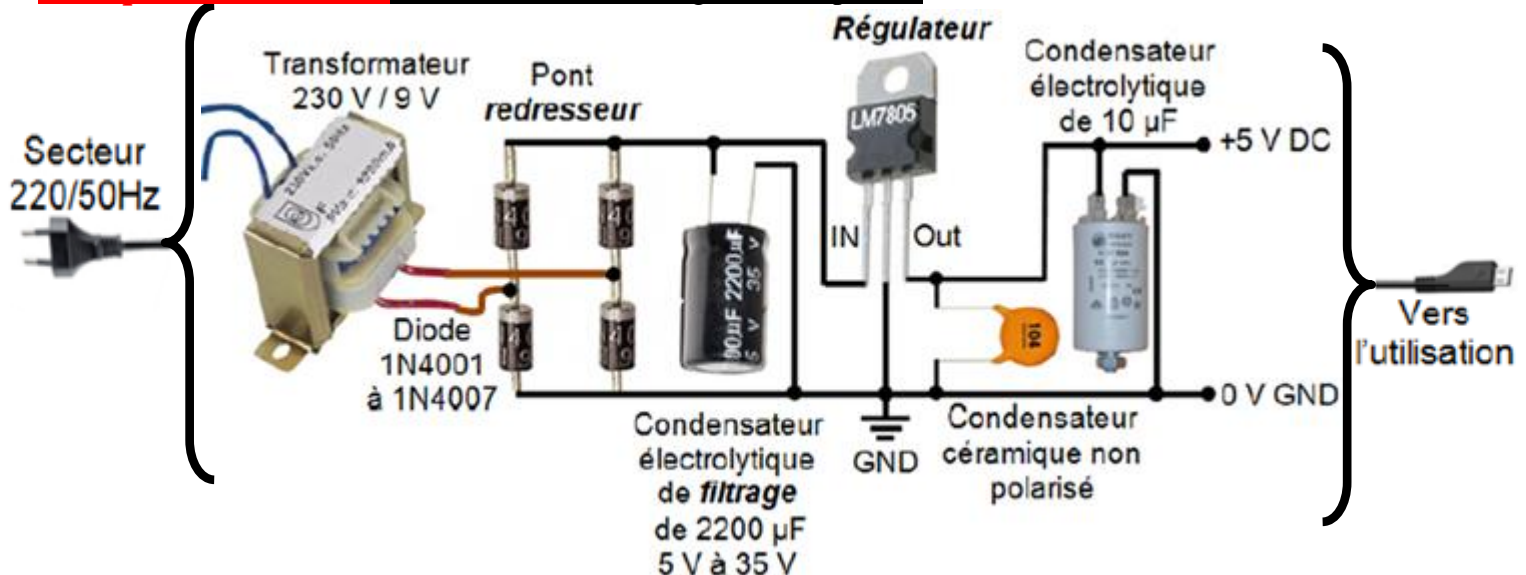 Régulateur
Condensateur
électrolytique
de 10 µF
Transformateur
230 V / 9 V
Pont
redresseur
LM7805
+5 V DC
Secteur
220/50Hz
IN
Out
2200µF
35 V
104
Vers
l'utilisation
Diode
1N4001
à 1N4007
0 V GND
Condensateur
électrolytique
de filtrage
de 2200 µF
5 V à 35 V
GND
Condensateur
céramique non
polarisé